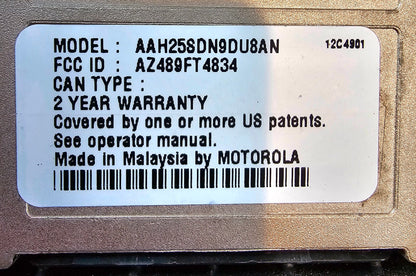 MODEL : AAH25SDN9DU8AN 12C4901
FCC ID : AZ489FT4834
CAN TYPE :
2 YEAR WARRANTY
Covered by one or more US patents.
See operator manual.
Made in Malaysia by MOTOROLA